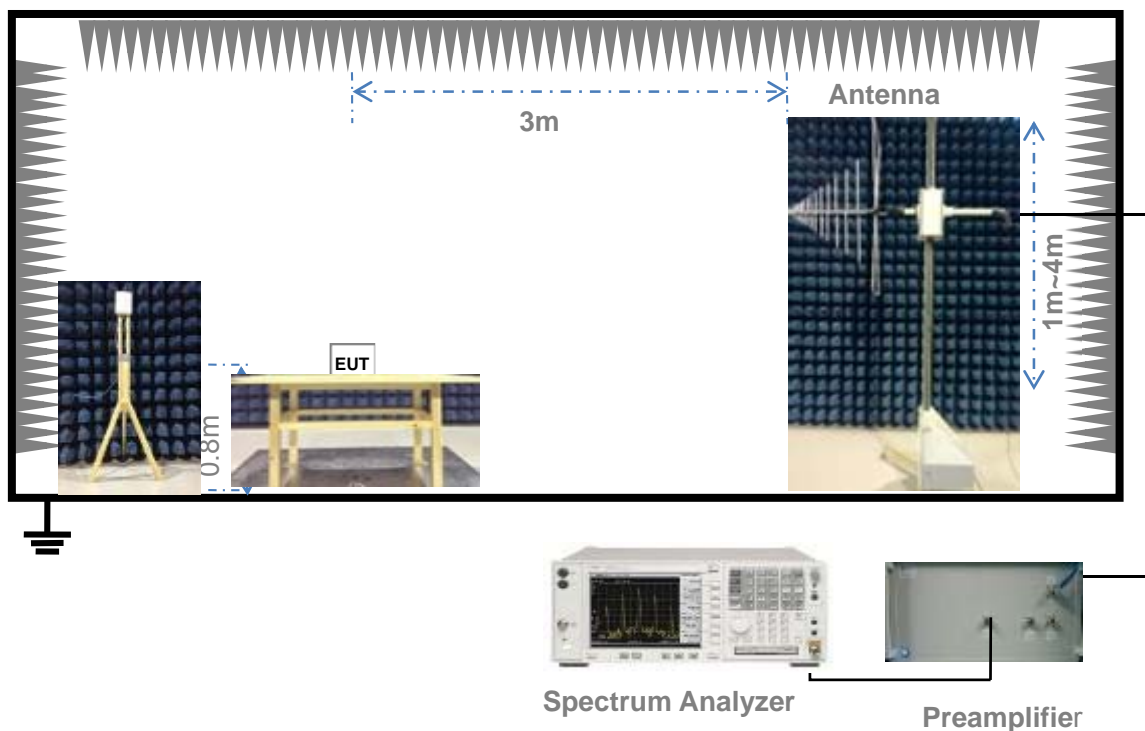 Antenna
3m
1m~4m
EUT
0.8m
Spectrum Analyzer
Preamplifier